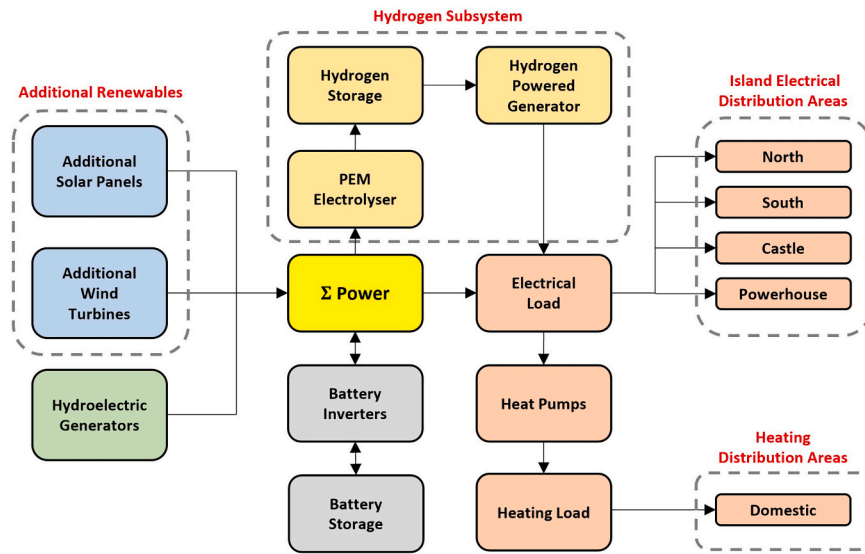 Hydrogen Subsystem
Additional Renewables
Hydrogen
Storage
Hydrogen
Powered
Generator
Island Electrical
Distribution Areas
Additional
Solar Panels
PEM
Electrolyser
North
South
Castle
Powerhouse
Additional
Wind
Turbines
Σ Power
Electrical
Load
Hydroelectric
Generators
Battery
Inverters
Heat Pumps
Heating
Distribution Areas
Battery
Storage
Heating Load
Domestic